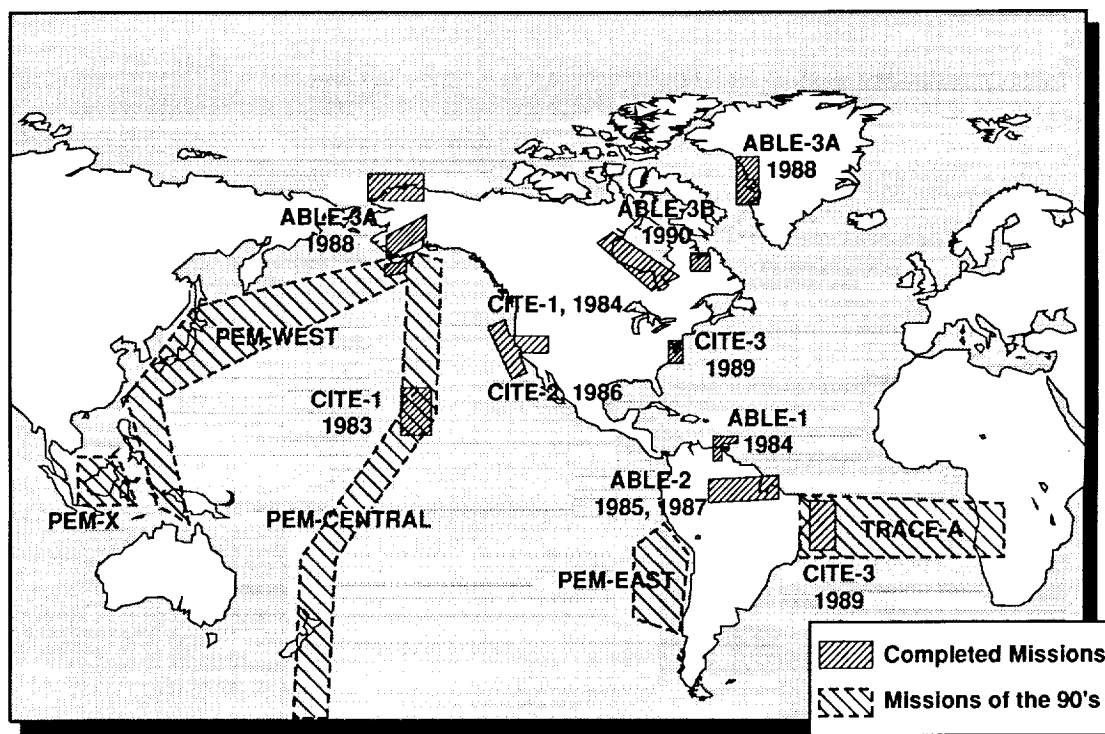 ABLE-3A
1988
ABLE-3A
1988
ABLE-3B
1990
CITE-1, 1984
PEM-WEST
CITE-3
1989
CITE-2, 1986
CITE-1
1983
ABLE-1
1984
ABLE-2
1985, 1987
PEM-X
PEM-CENTRAL
TRACE-A
PEM-EAST
CITE-3
1989
Completed Missions
Missions of the 90's